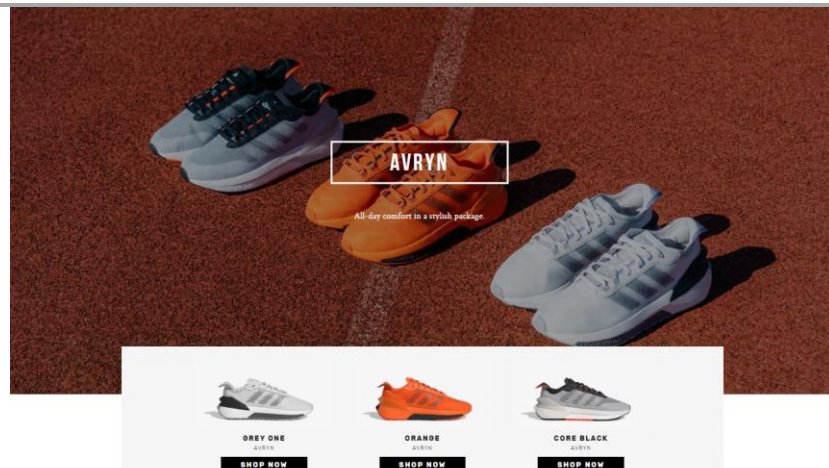 AVRYN
All-day comfort in a stylish package.
GREY ONE
AVRYN
SHOP NOW
ORANGE
AVRYN
SHOP NOW
CORE BLACK
AVRYN
SHOP NOW